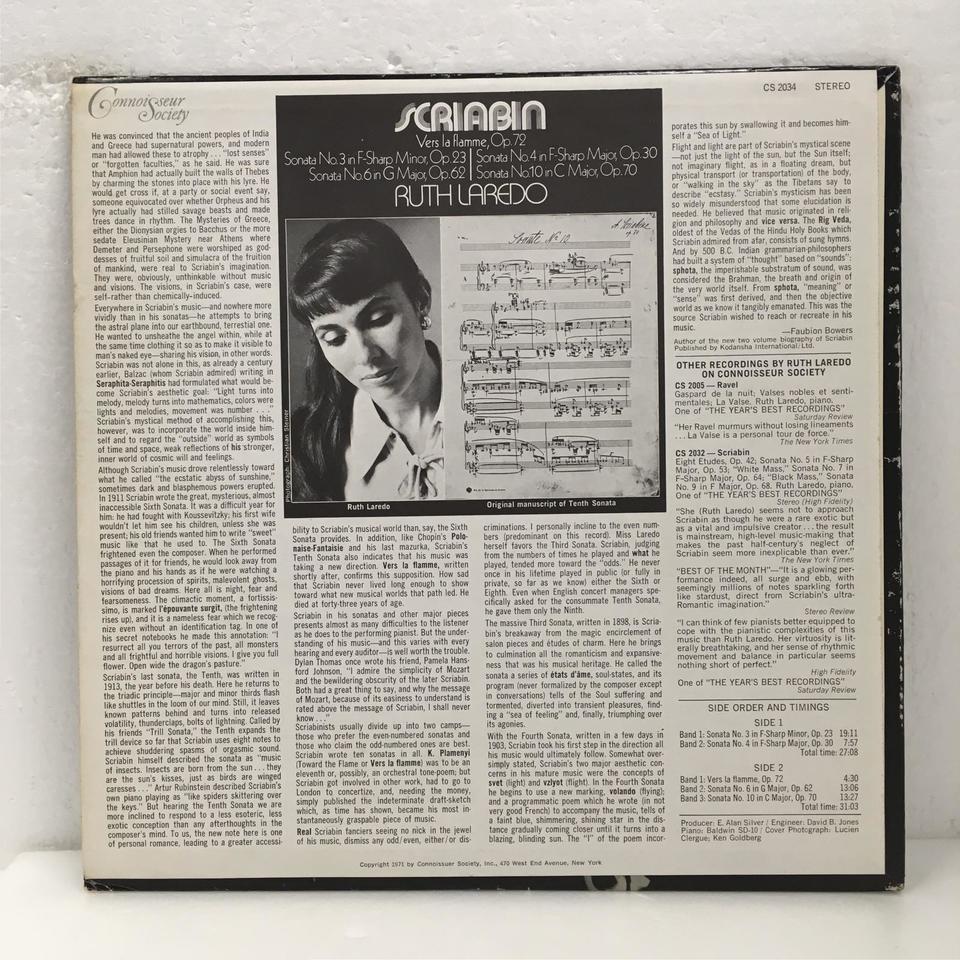 Connoisseur
Society
CS 2034 STEREO
SCRIABIN
Vers la flamme, Op. 72
Sonata No. 3 in F-Sharp Minor, Op. 23 | Sonata No. 4 in F-Sharp Major, Op. 30
Sonata No. 6 in G Major, Op. 62 | Sonata No. 10 in C Major, Op. 70
RUTH LAREDO
Sonate No 10
Photograph: Christian Steiner
Ruth Laredo
Original manuscript of Tenth Sonata
He was convinced that the ancient peoples of India
and Greece had supernatural powers, and modern
man had allowed these to atrophy . . . "lost senses"
or "forgotten faculties," as he said. He was sure
that Amphion had actually built the walls of Thebes
by charming the stones into place with his lyre. He
would get cross if, at a party or social event say,
someone equivocated over whether Orpheus and his
lyre actually had stilled savage beasts and made
trees dance in rhythm. The Mysteries of Greece,
either the Dionysian orgies to Bacchus or the more
sedate Eleusinian Mystery near Athens where
Demeter and Persephone were worshiped as god-
desses of fruitful soil and simulacra of the fruition
of mankind, were real to Scriabin's imagination.
They were, obviously, unthinkable without music
and visions. The visions, in Scriabin's case, were
self-rather than chemically-induced.
Everywhere in Scriabin's music—and nowhere more
vividly than in his sonatas—he attempts to bring
the astral plane into our earthbound, terrestial one.
He wanted to unsheathe the angel within, while at
the same time clothing it so as to make it visible to
man's naked eye—sharing his vision, in other words.
Scriabin was not alone in this, as already a century
earlier, Balzac (whom Scriabin admired) writing in
Seraphita-Seraphitis had formulated what would be-
come Scriabin's aesthetic goal: "Light turns into
melody, melody turns into mathematics, colors were
lights and melodies, movement was number . . ."
Scriabin's mystical method of accomplishing this,
however, was to incorporate the world inside him-
self and to regard the "outside" world as symbols
of time and space, weak reflections of his stronger,
inner world of cosmic will and feelings.
Although Scriabin's music drove relentlessly toward
what he called "the ecstatic abyss of sunshine,"
sometimes dark and blasphemous powers erupted.
In 1911 Scriabin wrote the great, mysterious, almost
inaccessible Sixth Sonata. It was a difficult year for
him: he had fought with Koussevitzky; his first wife
wouldn't let him see his children, unless she was
present; his old friends wanted him to write "sweet"
music like that he used to. The Sixth Sonata
frightened even the composer. When he performed
passages of it for friends, he would look away from
the piano and his hands as if he were watching a
horrifying procession of spirits, malevolent ghosts,
visions of bad dreams. Here all is night, fear and
fearsomeness. The climactic moment, a fortissis-
simo, is marked l'épouvante surgit, (the frightening
rises up), and it is a nameless fear which we recog-
nize even without an identification tag. In one of
his secret notebooks he made this annotation: "I
resurrect all you terrors of the past, all monsters
and all frightful and horrible visions. I give you full
flower. Open wide the dragon's pasture."
Scriabin's last sonata, the Tenth, was written in
1913, the year before his death. Here he returns to
the triadic principle—major and minor thirds flash
like shuttles in the loom of our mind. Still, it leaves
known patterns behind and turns into released
volatility, thunderclaps, bolts of lightning. Called by
his friends "Trill Sonata," the Tenth expands the
trill device so far that Scriabin uses eight notes to
achieve shuddering spasms of orgasmic sound.
Scriabin himself described the sonata as "music
of insects. Insects are born from the sun . . . they
are the sun's kisses, just as birds are winged
caresses . . ." Artur Rubinstein described Scriabin's
own piano playing as "like spiders skittering over
the keys." But hearing the Tenth Sonata we are
more inclined to respond to a less esoteric, less
exotic conception than any afterthoughts in the
composer's mind. To us, the new note here is one
of personal romance, leading to a greater accessi-
bility to Scriabin's musical world than, say, the Sixth
Sonata provides. In addition, like Chopin's Polo-
naise-Fantaisie and his last mazurka, Scriabin's
Tenth Sonata also indicates that his music was
taking a new direction. Vers la flamme, written
shortly after, confirms this supposition. How sad
that Scriabin never lived long enough to show
toward what new musical worlds that path led. He
died at forty-three years of age.
Scriabin in his sonatas and other major pieces
presents almost as many difficulties to the listener
as he does to the performing pianist. But the under-
standing of his music—and this varies with every
hearing and every auditor—is well worth the trouble.
Dylan Thomas once wrote his friend, Pamela Hans-
ford Johnson, "I admire the simplicity of Mozart
and the bewildering obscurity of the later Scriabin.
Both had a great thing to say, and why the message
of Mozart, because of its easiness to understand is
rated above the message of Scriabin, I shall never
know . . ."
Scriabinists usually divide up into two camps—
those who prefer the even-numbered sonatas and
those who claim the odd-numbered ones are best.
Scriabin wrote ten sonatas in all. K. Plamenyi
(Toward the Flame or Vers la flamme) was to be an
eleventh or, possibly, an orchestral tone-poem; but
Scriabin got involved in other work, had to go to
London to concertize, and, needing the money,
simply published the indeterminate draft-sketch
which, as time has shown, became his most in-
stantaneously graspable piece of music.
Real Scriabin fanciers seeing no nick in the jewel
of his music, dismiss any odd/even, either/or dis-
criminations. I personally incline to the even num-
bers (predominant on this record). Miss Laredo
herself favors the Third Sonata. Scriabin, judging
from the numbers of times he played and what he
played, tended more toward the "odds." He never
once in his lifetime played in public (or fully in
private, so far as we know) either the Sixth or
Eighth. Even when English concert managers spe-
cifically asked for the consummate Tenth Sonata,
he gave them only the Ninth.
The massive Third Sonata, written in 1898, is Scria-
bin's breakaway from the magic encirclement of
salon pieces and études of charm. Here he brings
to culmination all the romanticism and expansive-
ness that was his musical heritage. He called the
sonata a series of états d'âme, soul-states, and its
program (never formalized by the composer except
in conversations) tells of the Soul suffering and
tormented, diverted into transient pleasures, find-
ing a "sea of feeling" and, finally, triumphing over
its agonies.
With the Fourth Sonata, written in a few days in
1903, Scriabin took his first step in the direction all
his music would ultimately follow. Somewhat over-
simply stated, Scriabin's two major aesthetic con-
cerns in his mature music were the concepts of
svet (light) and vzlyot (flight). In the Fourth Sonata
he begins to use a new marking, volando (flying);
and a programmatic poem which he wrote (in not
very good French) to accompany the music, tells of
a faint blue, shimmering, shining star in the dis-
tance gradually coming closer until it turns into a
blazing, blinding sun. The "I" of the poem incor-
porates this sun by swallowing it and becomes him-
self a "Sea of Light."
Flight and light are part of Scriabin's mystical scene
—not just the light of the sun, but the Sun itself;
not imaginary flight, as in a floating dream, but
physical transport (or transportation) of the body,
or "walking in the sky" as the Tibetans say to
describe "ecstasy." Scriabin's mysticism has been
so widely misunderstood that some elucidation is
needed. He believed that music originated in reli-
gion and philosophy and vice versa. The Rig Veda,
oldest of the Vedas of the Hindu Holy Books which
Scriabin admired from afar, consists of sung hymns.
And by 500 B.C. Indian grammarian-philosophers
had built a system of "thought" based on "sounds":
sphota, the imperishable substratum of sound, was
considered the Brahman, the breath and origin of
the very world itself. From sphota, "meaning" or
"sense" was first derived, and then the objective
world as we know it tangibly emanated. This was the
source Scriabin wished to reach or recreate in his
music.
—Faubion Bowers
Author of the new two volume biography of Scriabin
Published by Kodansha International: Ltd.
OTHER RECORDINGS BY RUTH LAREDO
ON CONNOISSEUR SOCIETY
CS 2005 — Ravel
Gaspard de la nuit; Valses nobles et senti-
mentales; La Valse. Ruth Laredo, piano.
One of "THE YEAR'S BEST RECORDINGS"
Saturday Review
"Her Ravel murmurs without losing lineaments
. . . La Valse is a personal tour de force."
The New York Times
CS 2032 — Scriabin
Eight Etudes, Op. 42; Sonata No. 5 in F-Sharp
Major, Op. 53; "White Mass," Sonata No. 7 in
F-Sharp Major, Op. 64; "Black Mass," Sonata
No. 9 in F Major, Op. 68. Ruth Laredo, piano.
One of "THE YEAR'S BEST RECORDINGS"
Stereo (High Fidelity)
"She (Ruth Laredo) seems not to approach
Scriabin as though he were a rare exotic but
as a vital and impulsive creator . . . the result
is mainstream, high-level music-making that
makes the past half-century's neglect of
Scriabin seem more inexplicable than ever."
The New York Times
"BEST OF THE MONTH"—"It is a glowing per-
formance indeed, all surge and ebb, with
seemingly millions of notes sparkling forth
like stardust, direct from Scriabin's ultra-
Romantic imagination."
Stereo Review
"I can think of few pianists better equipped to
cope with the pianistic complexities of this
music than Ruth Laredo. Her virtuosity is lit-
erally breathtaking, and her sense of rhythmic
movement and balance in particular seems
nothing short of perfect."
High Fidelity
One of "THE YEAR'S BEST RECORDINGS"
Saturday Review
SIDE ORDER AND TIMINGS
SIDE 1
Band 1: Sonata No. 3 in F-Sharp Minor, Op. 23 19:11
Band 2: Sonata No. 4 in F-Sharp Major, Op. 30 7:57
Total time: 27:08
SIDE 2
Band 1: Vers la flamme, Op. 72 4:30
Band 2: Sonata No. 6 in G Major, Op. 62 13:06
Band 3: Sonata No. 10 in C Major, Op. 70 13:27
Total time: 31:03
Producer: E. Alan Silver / Engineer: David B. Jones
Piano: Baldwin SD-10 / Cover Photograph: Lucien
Clergue; Ken Goldberg
Copyright 1971 by Connoisseur Society, Inc., 470 West End Avenue, New York